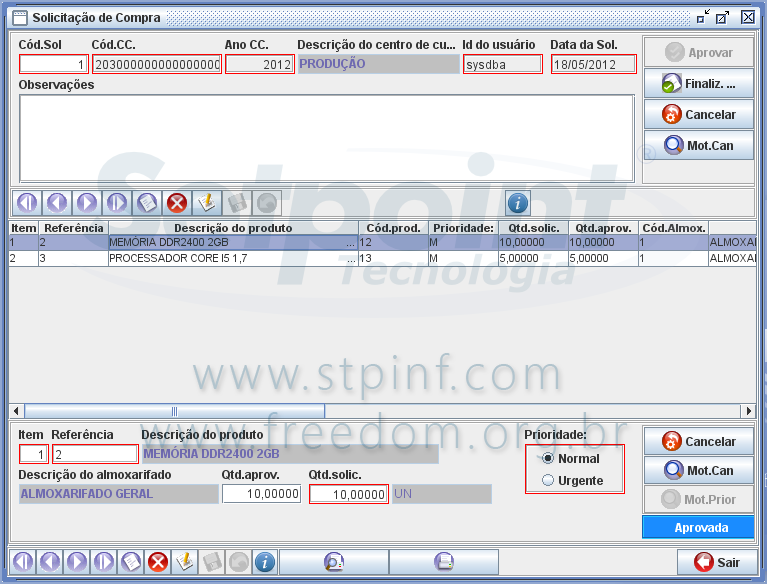 Solicitação de Compra
Cód.Sol Cód.CC. Ano CC. Descrição do centro de cu... Id do usuário Data da Sol.
1 203000000000000000 2012 PRODUÇÃO sysdba 18/05/2012
Observações
Aprovar
Finaliz. ...
Cancelar
Mot.Can
Setpoint ®
Tecnologia
Item Referência Descrição do produto Cód.prod. Prioridade: Qtd.solic. Qtd.aprov. Cód.Almox.
1 2 MEMÓRIA DDR2400 2GB ... 12 M 10,00000 10,00000 1 ALMOXARI
2 3 PROCESSADOR CORE I5 1,7 ... 13 M 5,00000 5,00000 1 ALMOXARI
www.stpinf.com
www.freedom.org.br
Item Referência Descrição do produto Prioridade:
1 2 MEMÓRIA DDR2400 2GB
Normal
Urgente
Descrição do almoxarifado Qtd.aprov. Qtd.solic.
ALMOXARIFADO GERAL 10,00000 10,00000 UN
Cancelar
Mot.Can
Mot.Prior
Aprovada
Sair